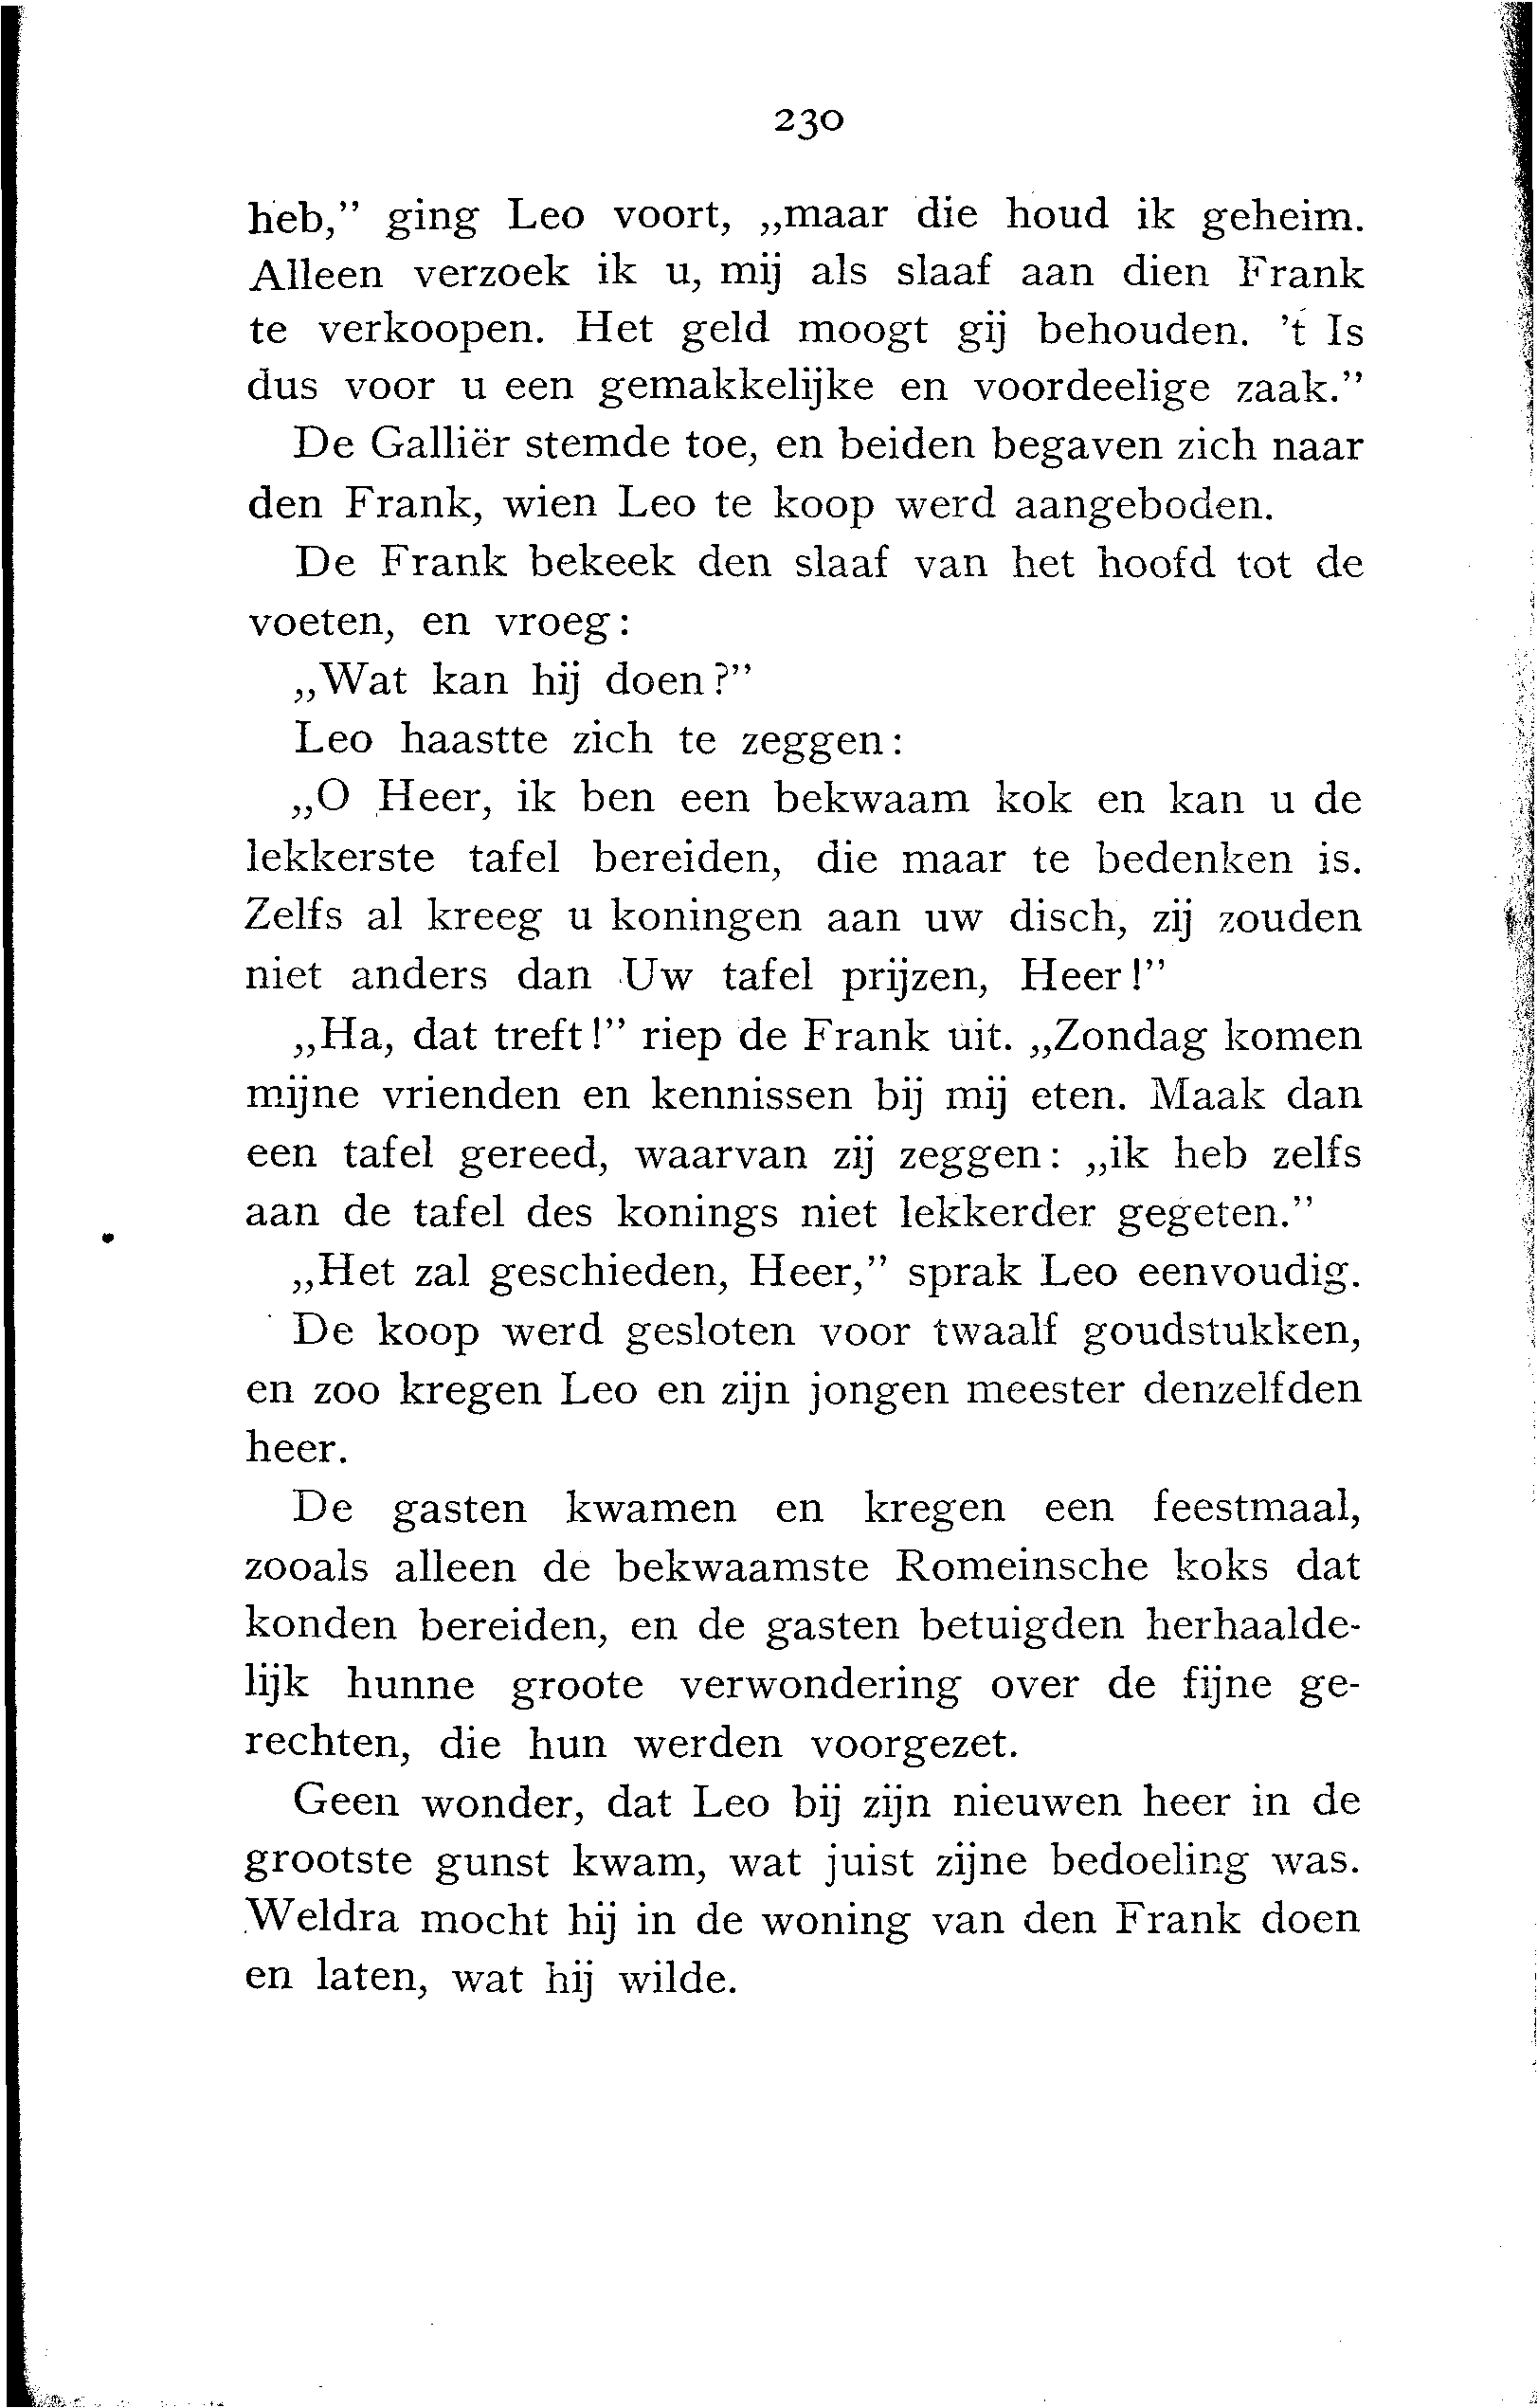 230
heb,” ging Leo voort, „maar die houd ik geheim.
Alleen verzoek ik u, mij als slaaf aan dien Frank
te verkoopen. Het geld moogt gij behouden. ’t Is
dus voor u een gemakkelijke en voordeelige zaak.”
De Galliër stemde toe, en beiden begaven zich naar
den Frank, wien Leo te koop werd aangeboden.
De Frank bekeek den slaaf van het hoofd tot de
voeten, en vroeg:
„Wat kan hij doen?”
Leo haastte zich te zeggen:
„O Heer, ik ben een bekwaam kok en kan u de
lekkerste tafel bereiden, die maar te bedenken is.
Zelfs al kreeg u koningen aan uw disch, zij zouden
niet anders dan Uw tafel prijzen, Heer!”
„Ha, dat treft!” riep de Frank uit. „Zondag komen
mijne vrienden en kennissen bij mij eten. Maak dan
een tafel gereed, waarvan zij zeggen: „ik heb zelfs
aan de tafel des konings niet lekkerder gegeten.”
„Het zal geschieden, Heer,” sprak Leo eenvoudig.
De koop werd gesloten voor twaalf goudstukken,
en zoo kregen Leo en zijn jongen meester denzelfden
heer.
De gasten kwamen en kregen een feestmaal,
zooals alleen de bekwaamste Romeinsche koks dat
konden bereiden, en de gasten betuigden herhaalde-
lijk hunne groote verwondering over de fijne ge-
rechten, die hun werden voorgezet.
Geen wonder, dat Leo bij zijn nieuwen heer in de
grootste gunst kwam, wat juist zijne bedoeling was.
Weldra mocht hij in de woning van den Frank doen
en laten, wat hij wilde.